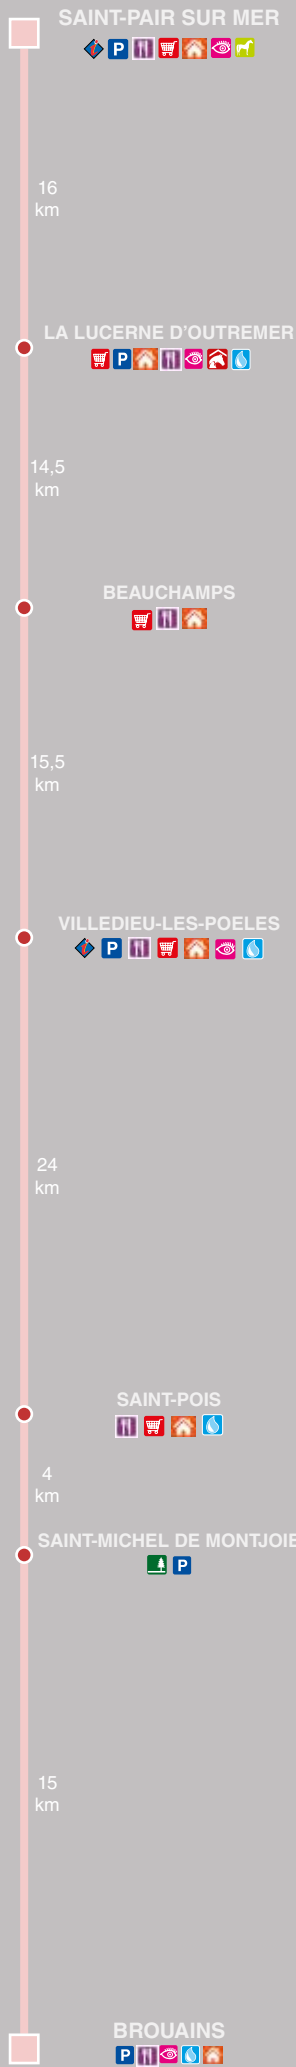 SAINT-PAIR SUR MER
i P
16
km
LA LUCERNE D'OUTREMER
P
14,5
km
BEAUCHAMPS
15,5
km
VILLEDIEU-LES-POELES
i P
24
km
SAINT-POIS
4
km
SAINT-MICHEL DE MONTJOIE
P
15
km
BROUAINS
P